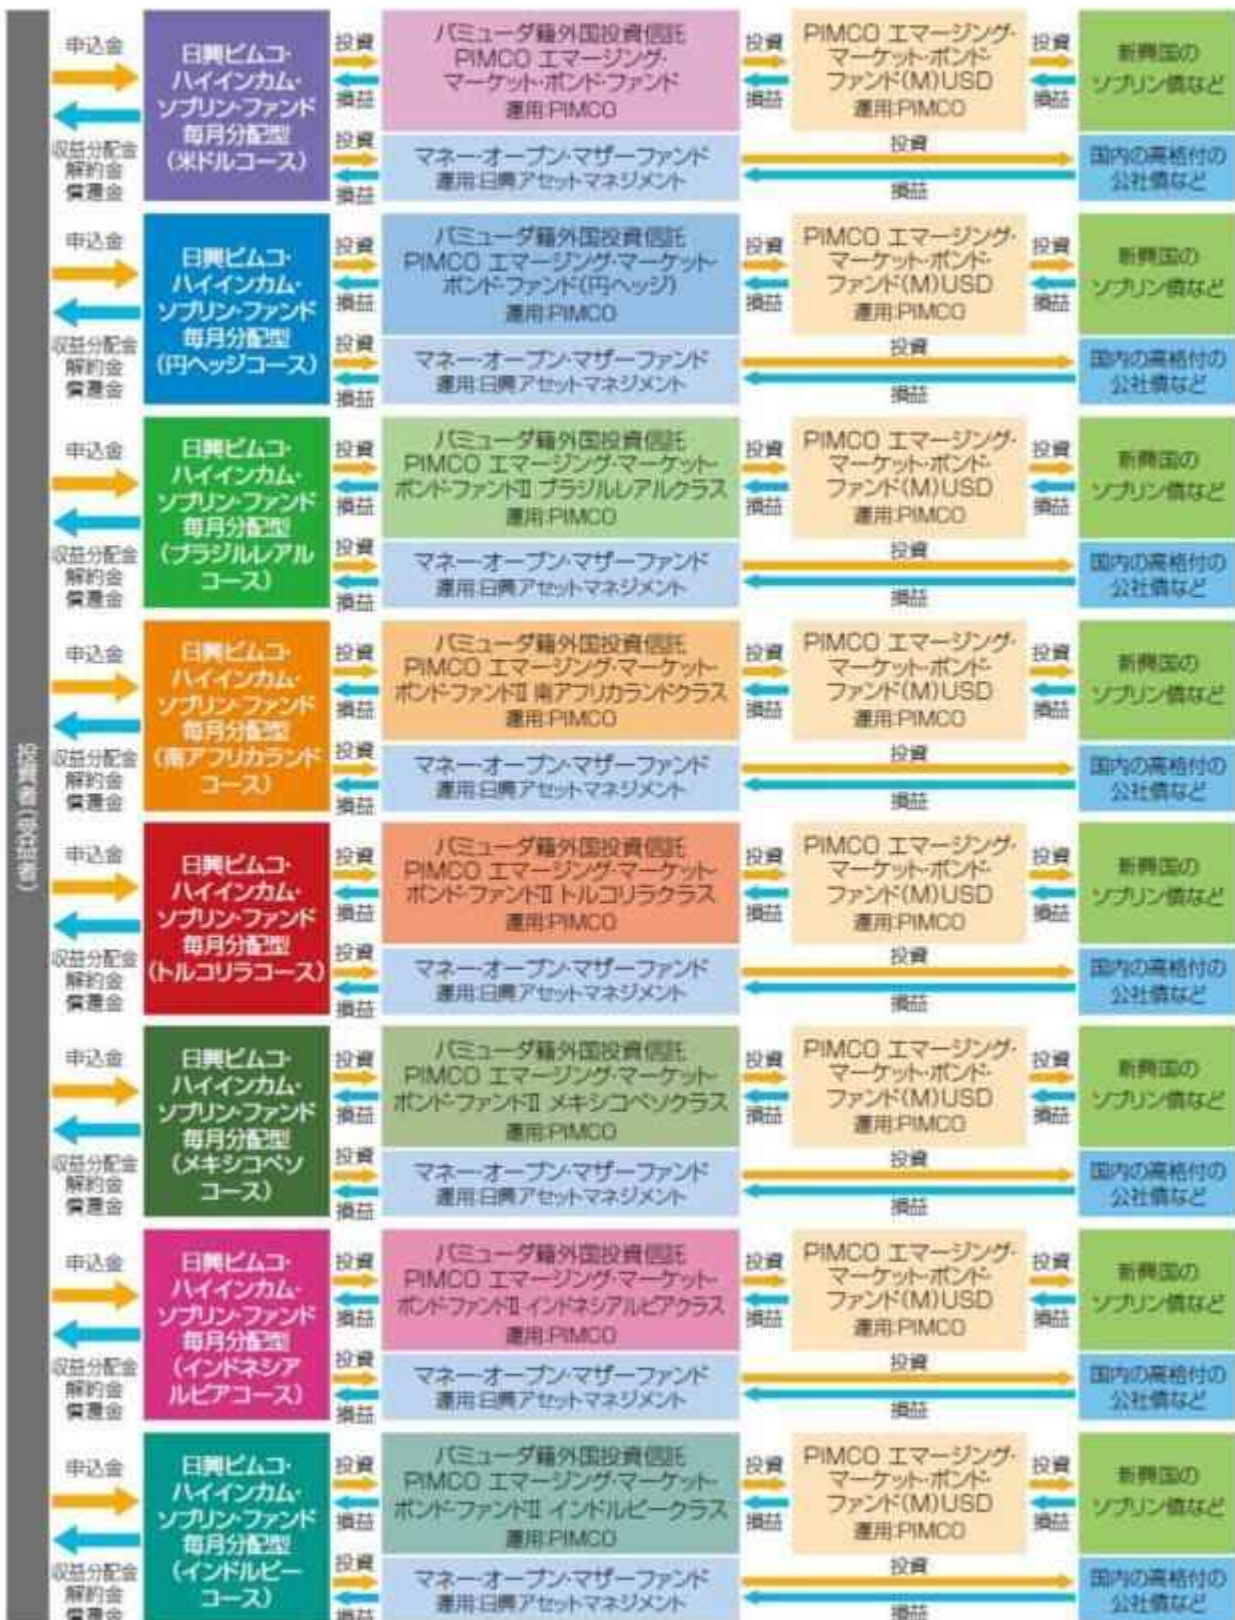 投資者(受益者)
申込金
収益分配金
解約金
償還金
日興ピムコ・
ハイインカム・
ソブリン・ファンド
毎月分配型
(米ドルコース)
投資
損益
投資
損益
バミューダ籍外国投資信託
PIMCO エマージング・
マーケット・ボンド・ファンド
運用:PIMCO
マネー・オープン・マザーファンド
運用:日興アセットマネジメント
投資
損益
PIMCO エマージング・
マーケット・ボンド・
ファンド(M)USD
運用:PIMCO
投資
損益
投資
損益
新興国の
ソブリン債など
国内の高格付の
公社債など
申込金
収益分配金
解約金
償還金
日興ピムコ・
ハイインカム・
ソブリン・ファンド
毎月分配型
(円ヘッジコース)
投資
損益
投資
損益
バミューダ籍外国投資信託
PIMCO エマージング・マーケット・
ボンド・ファンド(円ヘッジ)
運用:PIMCO
マネー・オープン・マザーファンド
運用:日興アセットマネジメント
投資
損益
PIMCO エマージング・
マーケット・ボンド・
ファンド(M)USD
運用:PIMCO
投資
損益
投資
損益
新興国の
ソブリン債など
国内の高格付の
公社債など
申込金
収益分配金
解約金
償還金
日興ピムコ・
ハイインカム・
ソブリン・ファンド
毎月分配型
(ブラジルレアル
コース)
投資
損益
投資
損益
バミューダ籍外国投資信託
PIMCO エマージング・マーケット・
ボンド・ファンドⅡ ブラジルレアルクラス
運用:PIMCO
マネー・オープン・マザーファンド
運用:日興アセットマネジメント
投資
損益
PIMCO エマージング・
マーケット・ボンド・
ファンド(M)USD
運用:PIMCO
投資
損益
投資
損益
新興国の
ソブリン債など
国内の高格付の
公社債など
申込金
収益分配金
解約金
償還金
日興ピムコ・
ハイインカム・
ソブリン・ファンド
毎月分配型
(南アフリカランド
コース)
投資
損益
投資
損益
バミューダ籍外国投資信託
PIMCO エマージング・マーケット・
ボンド・ファンドⅡ 南アフリカランドクラス
運用:PIMCO
マネー・オープン・マザーファンド
運用:日興アセットマネジメント
投資
損益
PIMCO エマージング・
マーケット・ボンド・
ファンド(M)USD
運用:PIMCO
投資
損益
投資
損益
新興国の
ソブリン債など
国内の高格付の
公社債など
申込金
収益分配金
解約金
償還金
日興ピムコ・
ハイインカム・
ソブリン・ファンド
毎月分配型
(トルコリラコース)
投資
損益
投資
損益
バミューダ籍外国投資信託
PIMCO エマージング・マーケット・
ボンド・ファンドⅡ トルコリラクラス
運用:PIMCO
マネー・オープン・マザーファンド
運用:日興アセットマネジメント
投資
損益
PIMCO エマージング・
マーケット・ボンド・
ファンド(M)USD
運用:PIMCO
投資
損益
投資
損益
新興国の
ソブリン債など
国内の高格付の
公社債など
申込金
収益分配金
解約金
償還金
日興ピムコ・
ハイインカム・
ソブリン・ファンド
毎月分配型
(メキシコペソ
コース)
投資
損益
投資
損益
バミューダ籍外国投資信託
PIMCO エマージング・マーケット・
ボンド・ファンドⅡ メキシコペソクラス
運用:PIMCO
マネー・オープン・マザーファンド
運用:日興アセットマネジメント
投資
損益
PIMCO エマージング・
マーケット・ボンド・
ファンド(M)USD
運用:PIMCO
投資
損益
投資
損益
新興国の
ソブリン債など
国内の高格付の
公社債など
申込金
収益分配金
解約金
償還金
日興ピムコ・
ハイインカム・
ソブリン・ファンド
毎月分配型
(インドネシア
ルピアコース)
投資
損益
投資
損益
バミューダ籍外国投資信託
PIMCO エマージング・マーケット・
ボンド・ファンドⅡ インドネシアルピアクラス
運用:PIMCO
マネー・オープン・マザーファンド
運用:日興アセットマネジメント
投資
損益
PIMCO エマージング・
マーケット・ボンド・
ファンド(M)USD
運用:PIMCO
投資
損益
投資
損益
新興国の
ソブリン債など
国内の高格付の
公社債など
申込金
収益分配金
解約金
償還金
日興ピムコ・
ハイインカム・
ソブリン・ファンド
毎月分配型
(インドルピー
コース)
投資
損益
投資
損益
バミューダ籍外国投資信託
PIMCO エマージング・マーケット・
ボンド・ファンドⅡ インドルピークラス
運用:PIMCO
マネー・オープン・マザーファンド
運用:日興アセットマネジメント
投資
損益
PIMCO エマージング・
マーケット・ボンド・
ファンド(M)USD
運用:PIMCO
投資
損益
投資
損益
新興国の
ソブリン債など
国内の高格付の
公社債など